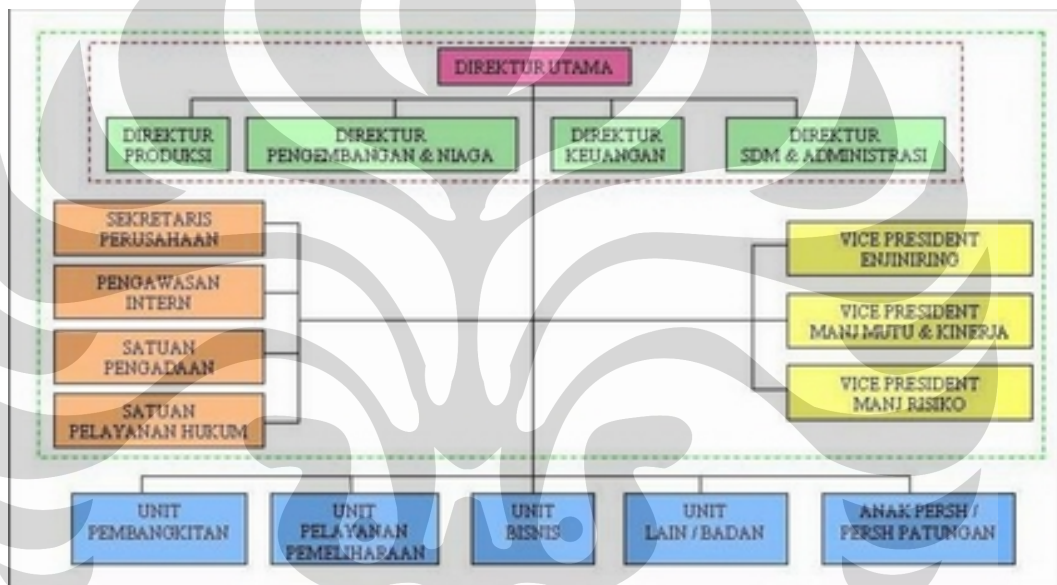 DIREKTUR UTAMA
DIREKTUR
PRODUKSI
DIREKTUR
PENGEMBANGAN & NIAGA
DIREKTUR
KEUANGAN
DIREKTUR
SDM & ADMINISTRASI
SEKRETARIS
PERUSAHAAN
PENGAWASAN
INTERN
SATUAN
PENGADAAN
SATUAN
PELAYANAN HUKUM
VICE PRESIDENT
ENJINIRING
VICE PRESIDENT
MANJ MUTU & KINERJA
VICE PRESIDENT
MANJ RISIKO
UNIT
PEMBANGKITAN
UNIT
PELAYANAN
PEMELIHARAAN
UNIT
BISNIS
UNIT
LAIN / BADAN
ANAK PERSH /
PERSH PATUNGAN